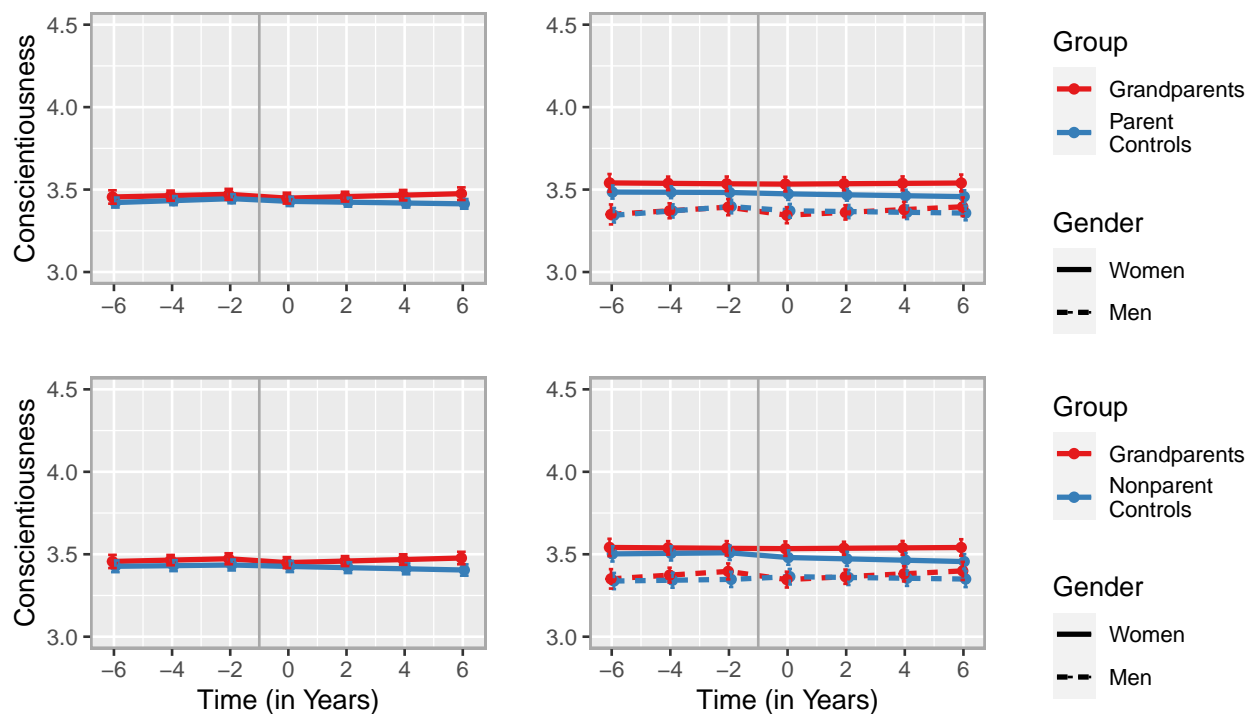 Conscientiousness
4.5
4.0
3.5
3.0
−6 −4 −2 0 2 4 6
4.5
4.0
3.5
3.0
−6 −4 −2 0 2 4 6
Group
Grandparents
Parent
Controls
Gender
Women
Men
Conscientiousness
4.5
4.0
3.5
3.0
−6 −4 −2 0 2 4 6
Time (in Years)
4.5
4.0
3.5
3.0
−6 −4 −2 0 2 4 6
Time (in Years)
Group
Grandparents
Nonparent
Controls
Gender
Women
Men